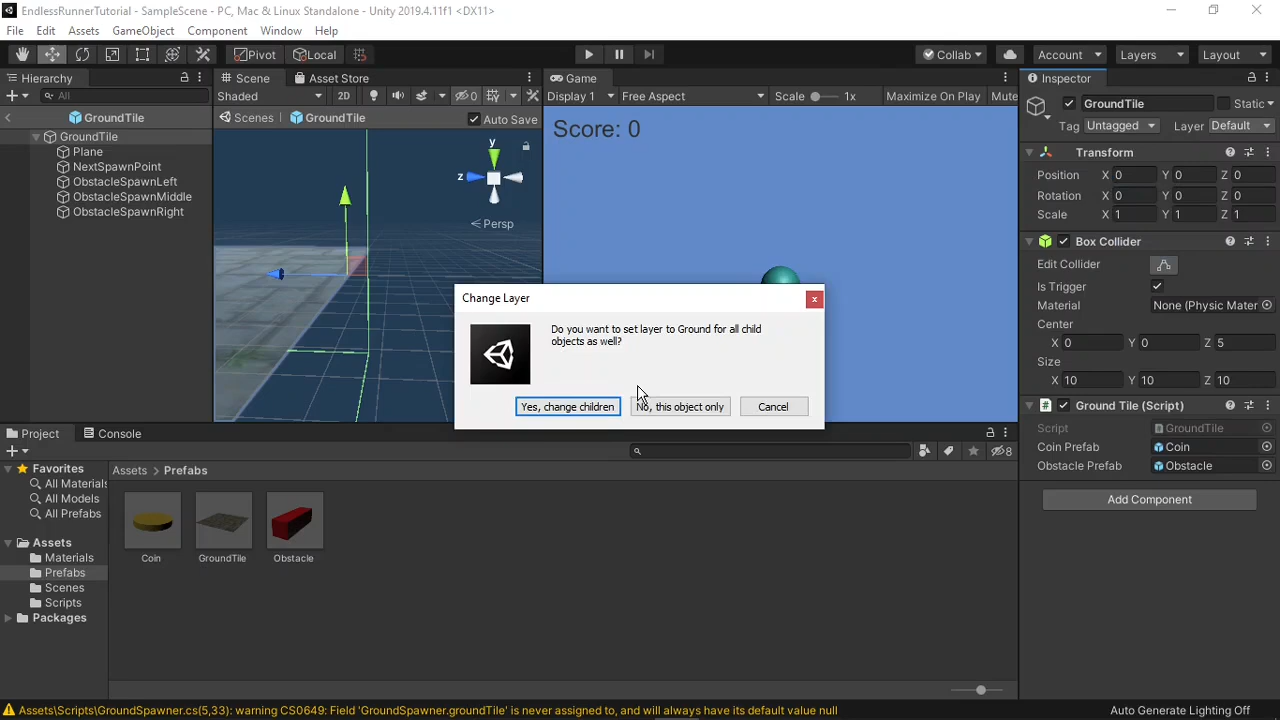 EndlessRunnerTutorial - SampleScene - PC, Mac & Linux Standalone - Unity 2019.4.11f1 <DX11>
File Edit Assets GameObject Component Window Help
Pivot Local Collab Account Layers Layout
Hierarchy Scene Asset Store Game Inspector
All Shaded 2D 0 Display 1 Free Aspect Scale 1x Maximize On Play Mute
GroundTile Static
GroundTile Scenes GroundTile Auto Save
Tag Untagged Layer Default
Score: 0
GroundTile
Plane
NextSpawnPoint
ObstacleSpawnLeft
ObstacleSpawnMiddle
ObstacleSpawnRight
y
z
Persp
Transform
Position X 0 Y 0 Z 0
Rotation X 0 Y 0 Z 0
Scale X 1 Y 1 Z 1
Box Collider
Edit Collider
Is Trigger
Material None (Physic Mater
Center
X 0 Y 0 Z 5
Size
X 10 Y 10 Z 10
Change Layer x
Do you want to set layer to Ground for all child
objects as well?
Yes, change children No, this object only Cancel
Ground Tile (Script)
Script GroundTile
Coin Prefab Coin
Obstacle Prefab Obstacle
Add Component
Project Console
8
Favorites
All Materials
All Models
All Prefabs
Assets
Materials
Prefabs
Scenes
Scripts
Packages
Assets > Prefabs
Coin GroundTile Obstacle
Assets\Scripts\GroundSpawner.cs(5,33): warning CS0649: Field 'GroundSpawner.groundTile' is never assigned to, and will always have its default value null
Auto Generate Lighting Off